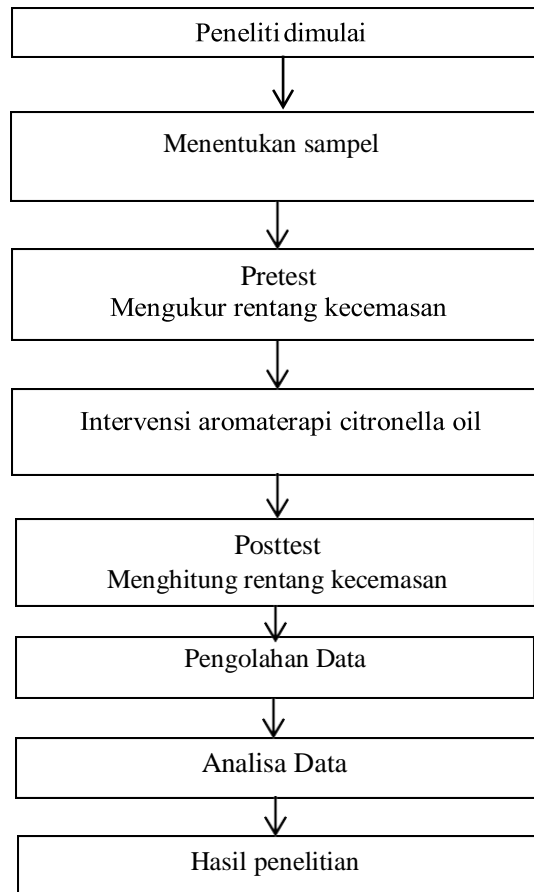 Peneliti dimulai
Menentukan sampel
Pretest
Mengukur rentang kecemasan
Intervensi aromaterapi citronella oil
Posttest
Menghitung rentang kecemasan
Pengolahan Data
Analisa Data
Hasil penelitian